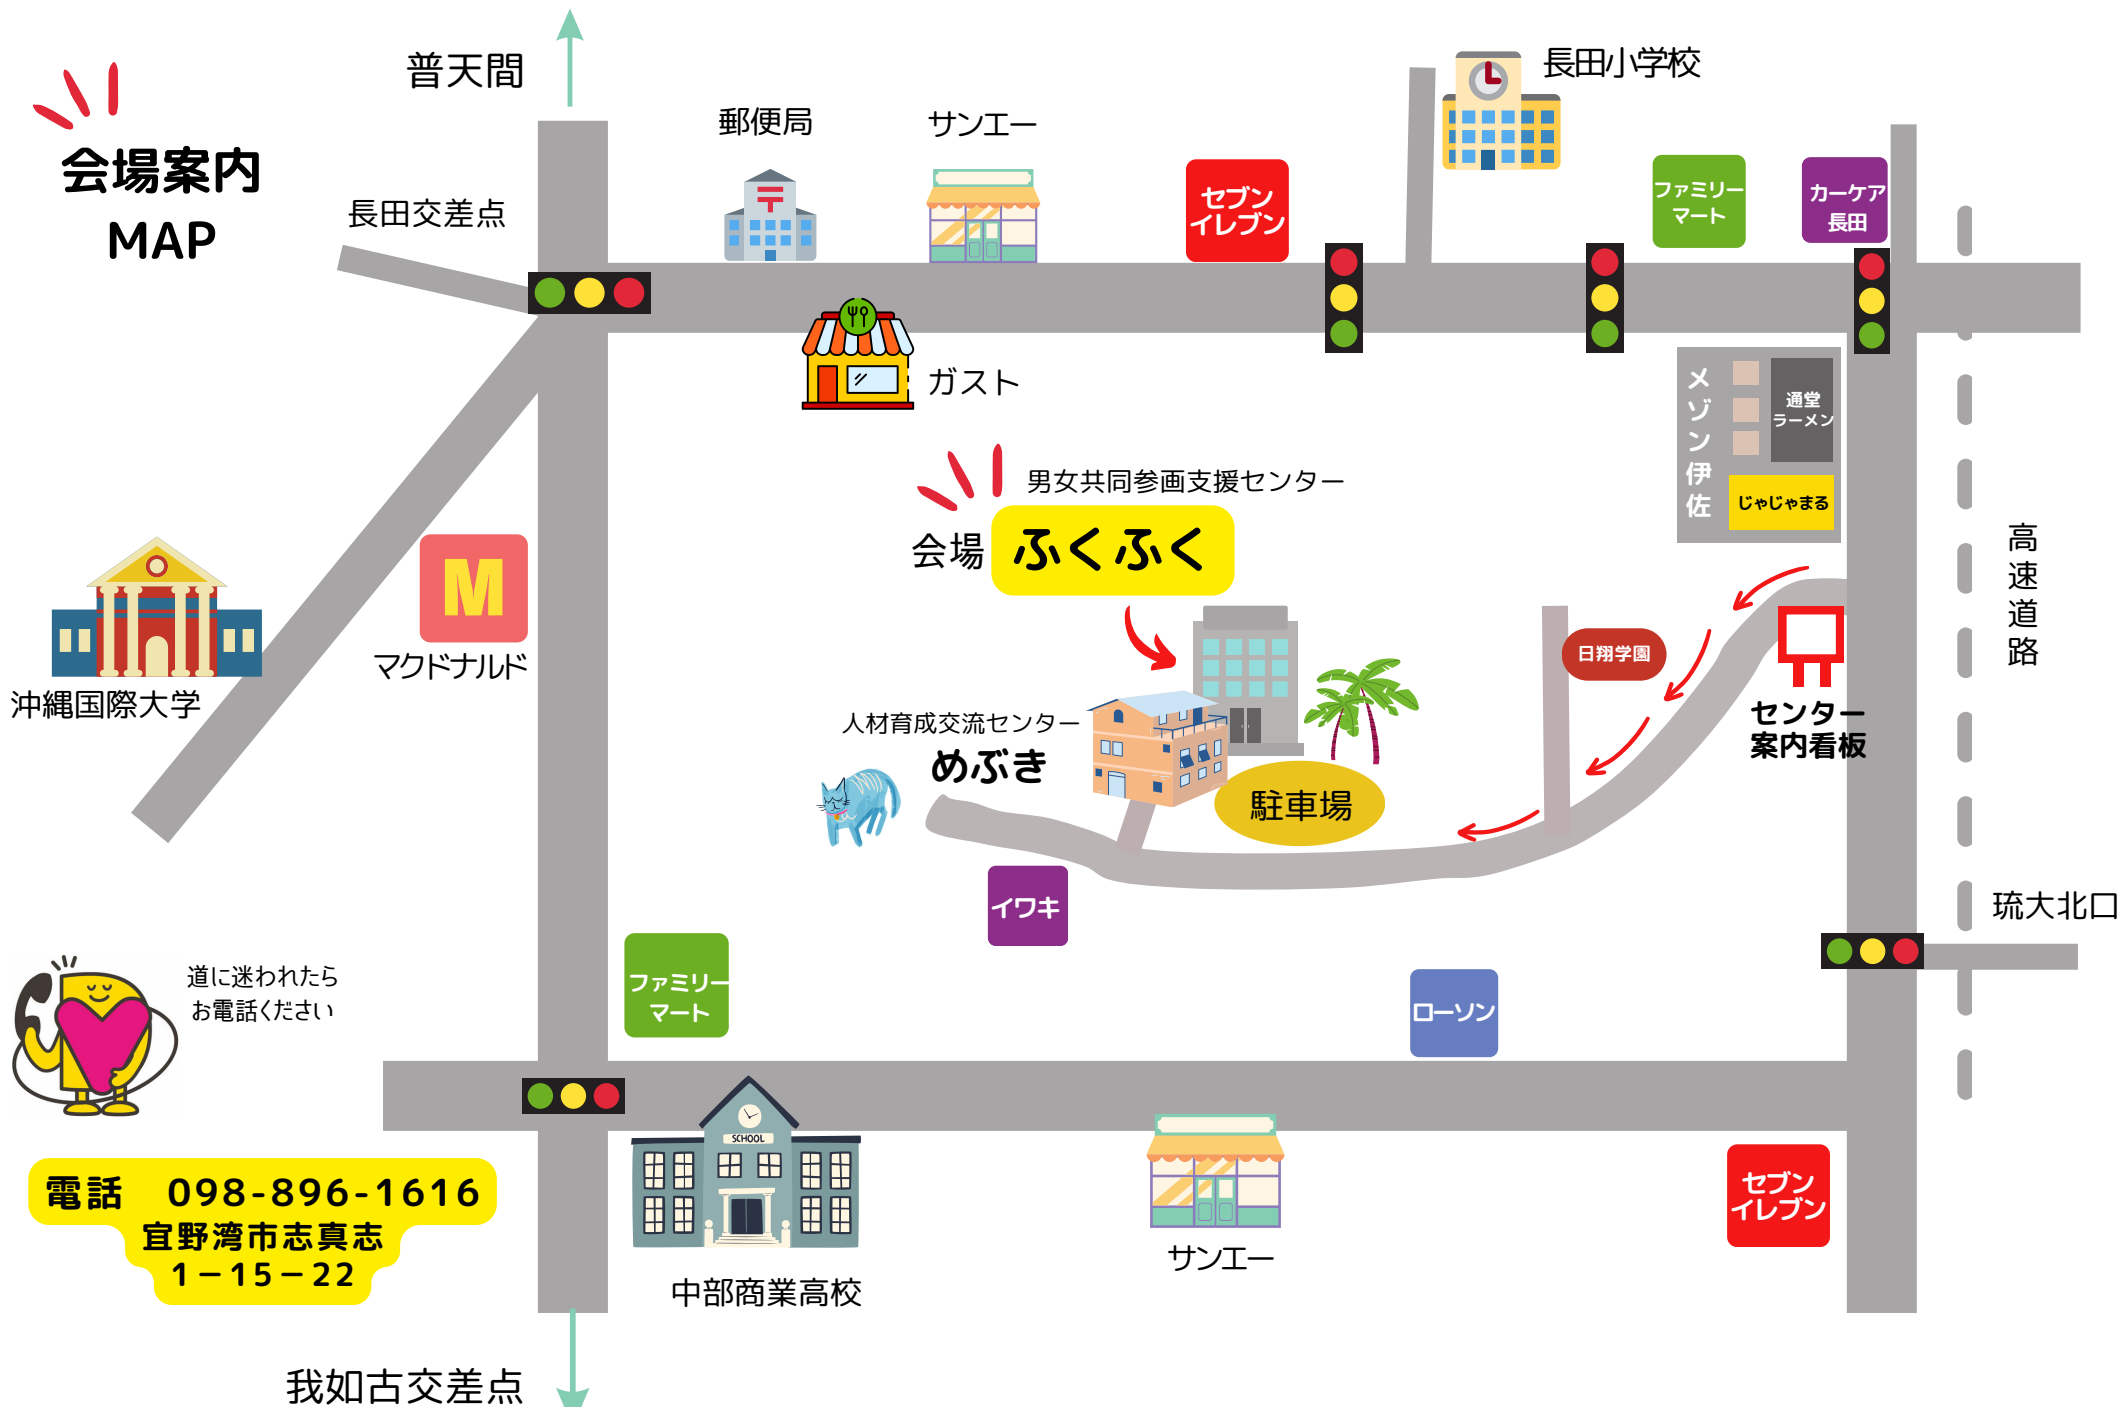 普天間
会場案内
MAP
長田交差点
郵便局
サンエー
セブン
イレブン
長田小学校
ファミリー
マート
カーケア
長田
ガスト
メゾン伊佐
通堂
ラーメン
じゃじゃまる
男女共同参画支援センター
会場 ふくふく
高速道路
M
マクドナルド
沖縄国際大学
日翔学園
センター
案内看板
人材育成交流センター
めぶき
駐車場
イワキ
琉大北口
道に迷われたら
お電話ください
ファミリー
マート
ローソン
SCHOOL
中部商業高校
サンエー
セブン
イレブン
電話 098-896-1616
宜野湾市志真志
1－15－22
我如古交差点